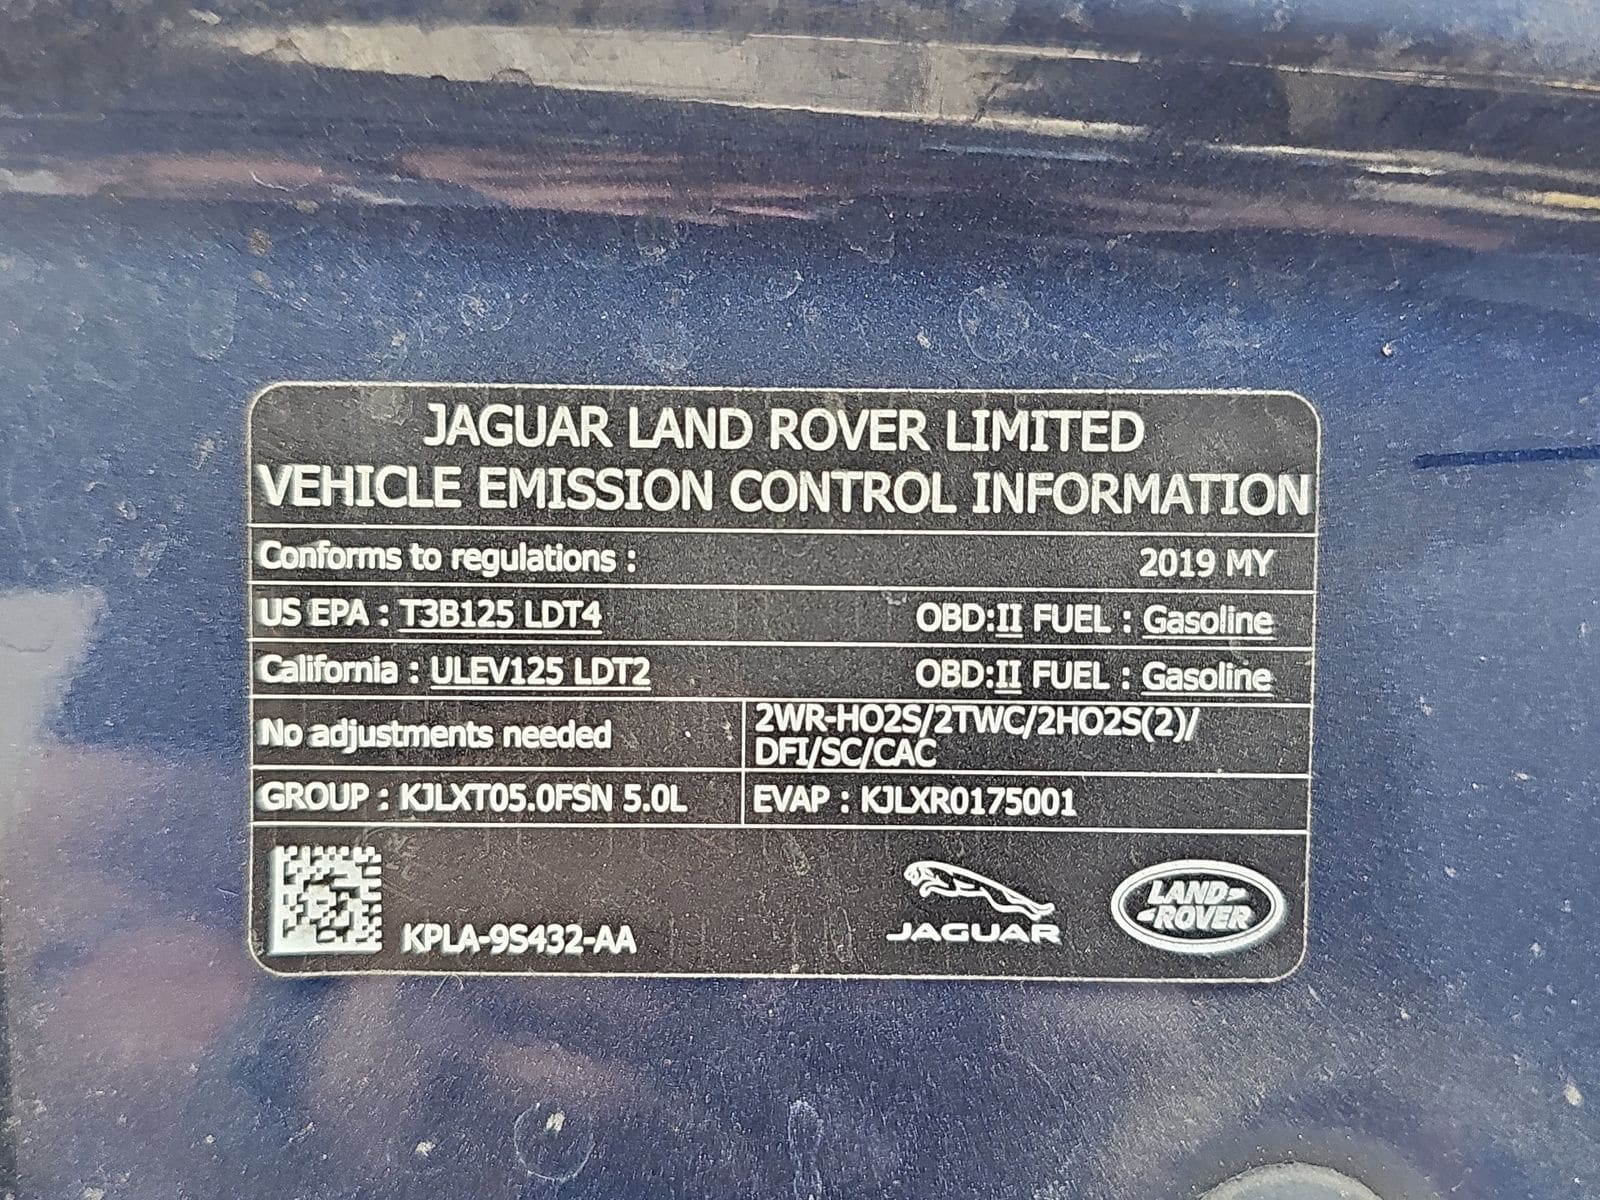 JAGUAR LAND ROVER LIMITED
VEHICLE EMISSION CONTROL INFORMATION
Conforms to regulations : 2019 MY
US EPA : T3B125 LDT4 OBD:II FUEL : Gasoline
California : ULEV125 LDT2 OBD:II FUEL : Gasoline
No adjustments needed
2WR-HO2S/2TWC/2HO2S(2)/
DFI/SC/CAC
GROUP : KJLXT05.0FSN 5.0L EVAP : KJLXR0175001
KPLA-9S432-AA
JAGUAR
LAND-
-ROVER